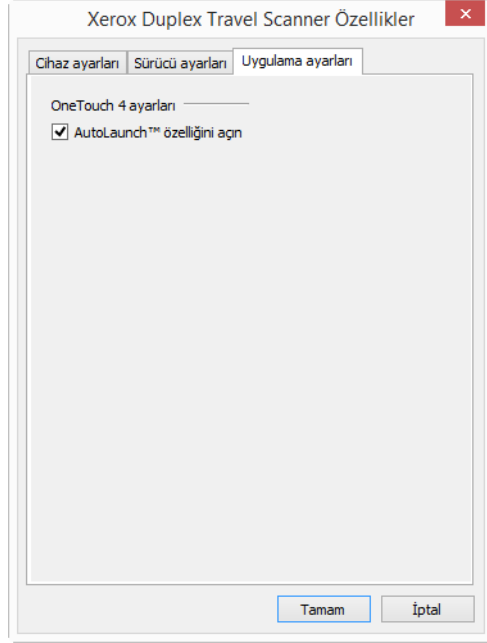 Xerox Duplex Travel Scanner Özellikler
Cihaz ayarları Sürücü ayarları Uygulama ayarları
OneTouch 4 ayarları
AutoLaunch™ özelliğini açın
Tamam İptal